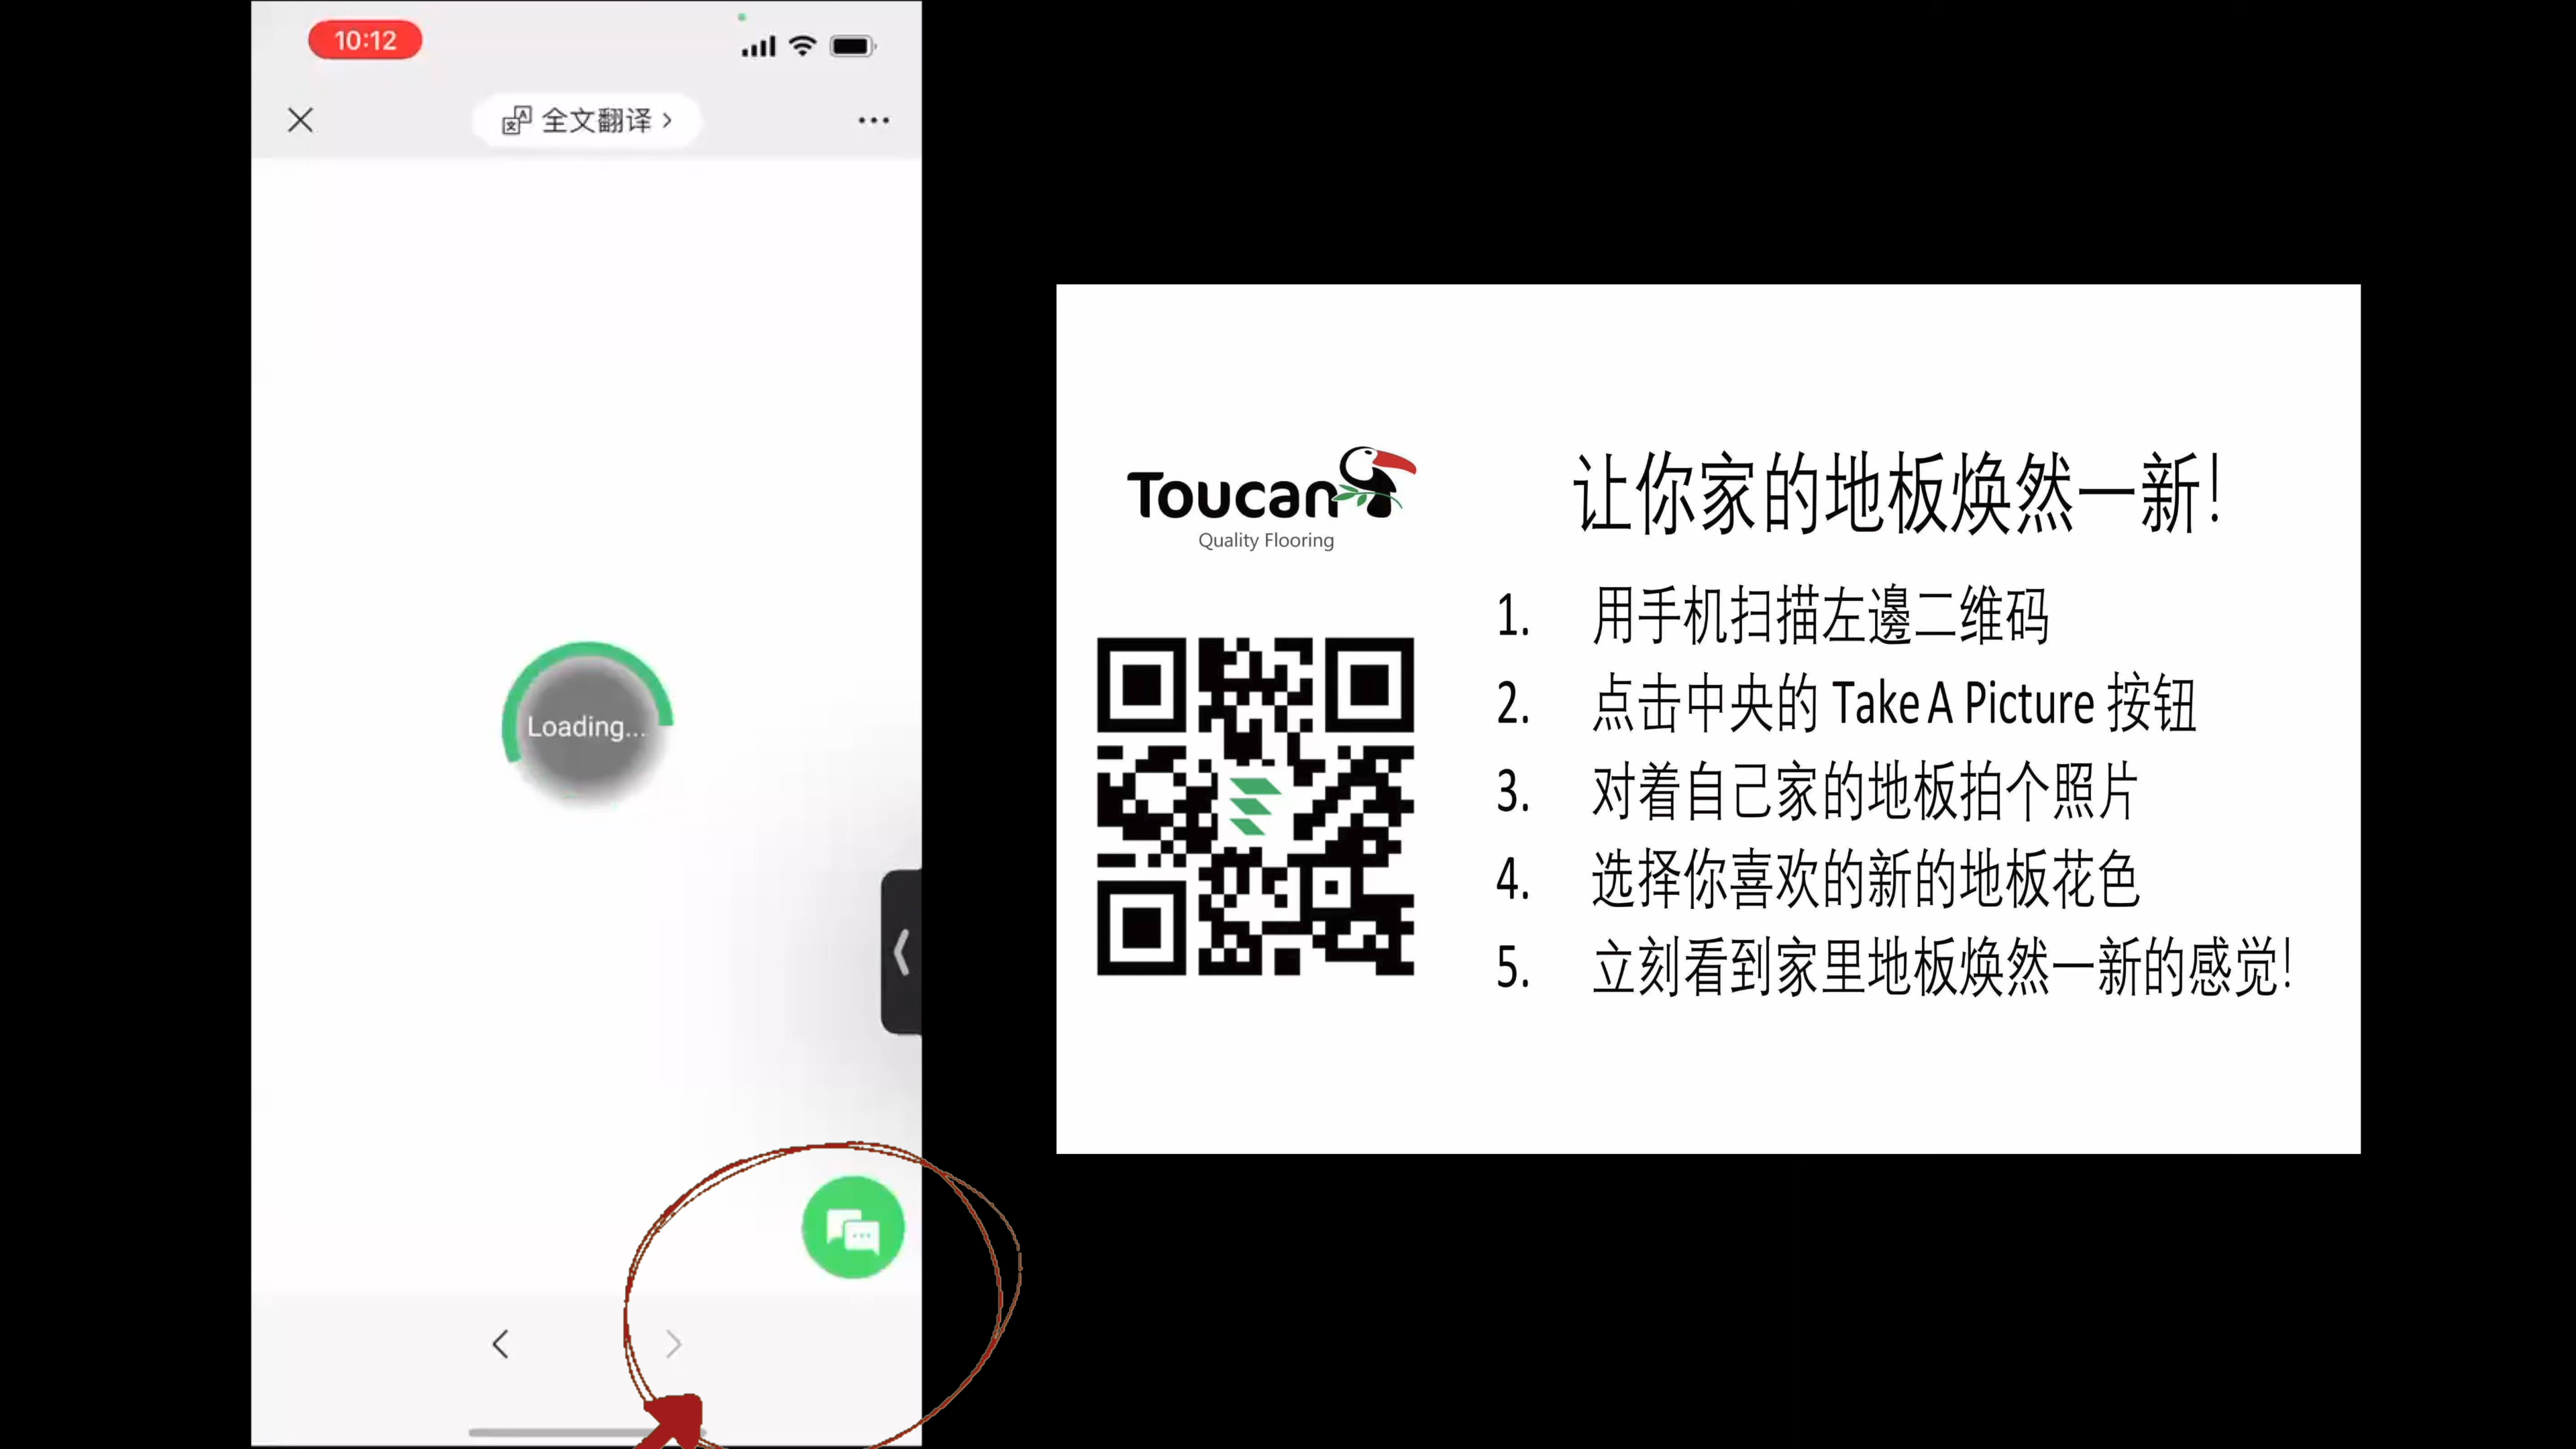 10:12
全文翻译
Loading...
Toucan
Quality Flooring
让你家的地板焕然一新!
1. 用手机扫描左邊二维码
2. 点击中央的 Take A Picture 按钮
3. 对着自己家的地板拍个照片
4. 选择你喜欢的新的地板花色
5. 立刻看到家里地板焕然一新的感觉!